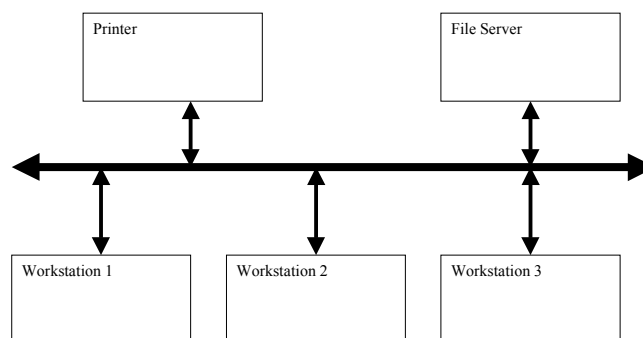 Printer
File Server
Workstation 1
Workstation 2
Workstation 3